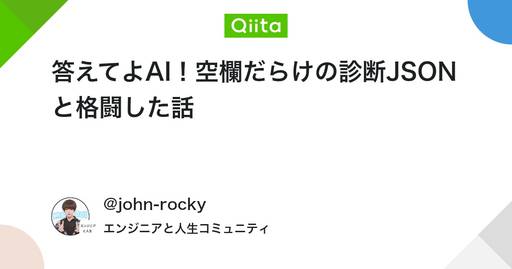 Qiita
答えてよAI！空欄だらけの診断JSON
と格闘した話
@john-rocky
エンジニアと人生コミュニティ